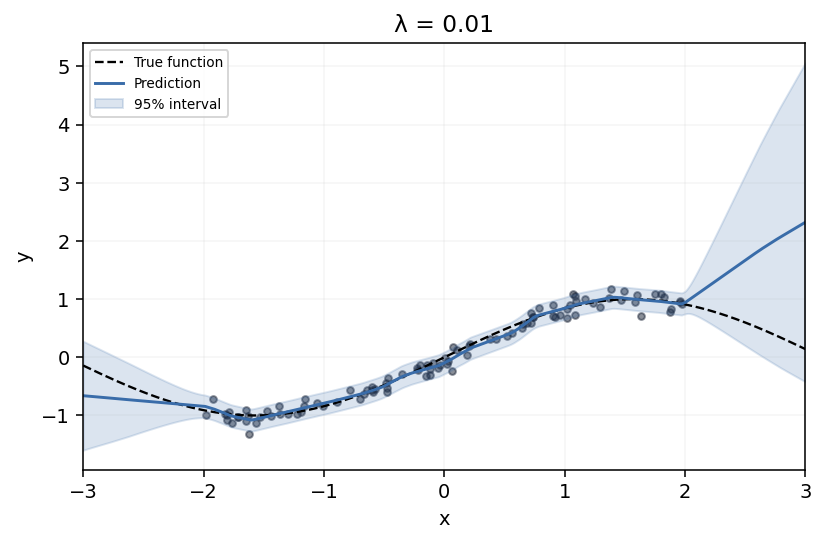 λ = 0.01
True function
Prediction
95% interval
5
4
3
2
1
0
−1
y
−3 −2 −1 0 1 2 3
x